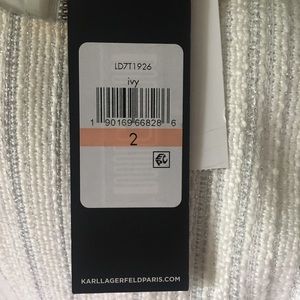 LD7T1926
ivy
1 90169 66828 6
2
KARLLAGERFELDPARIS.COM